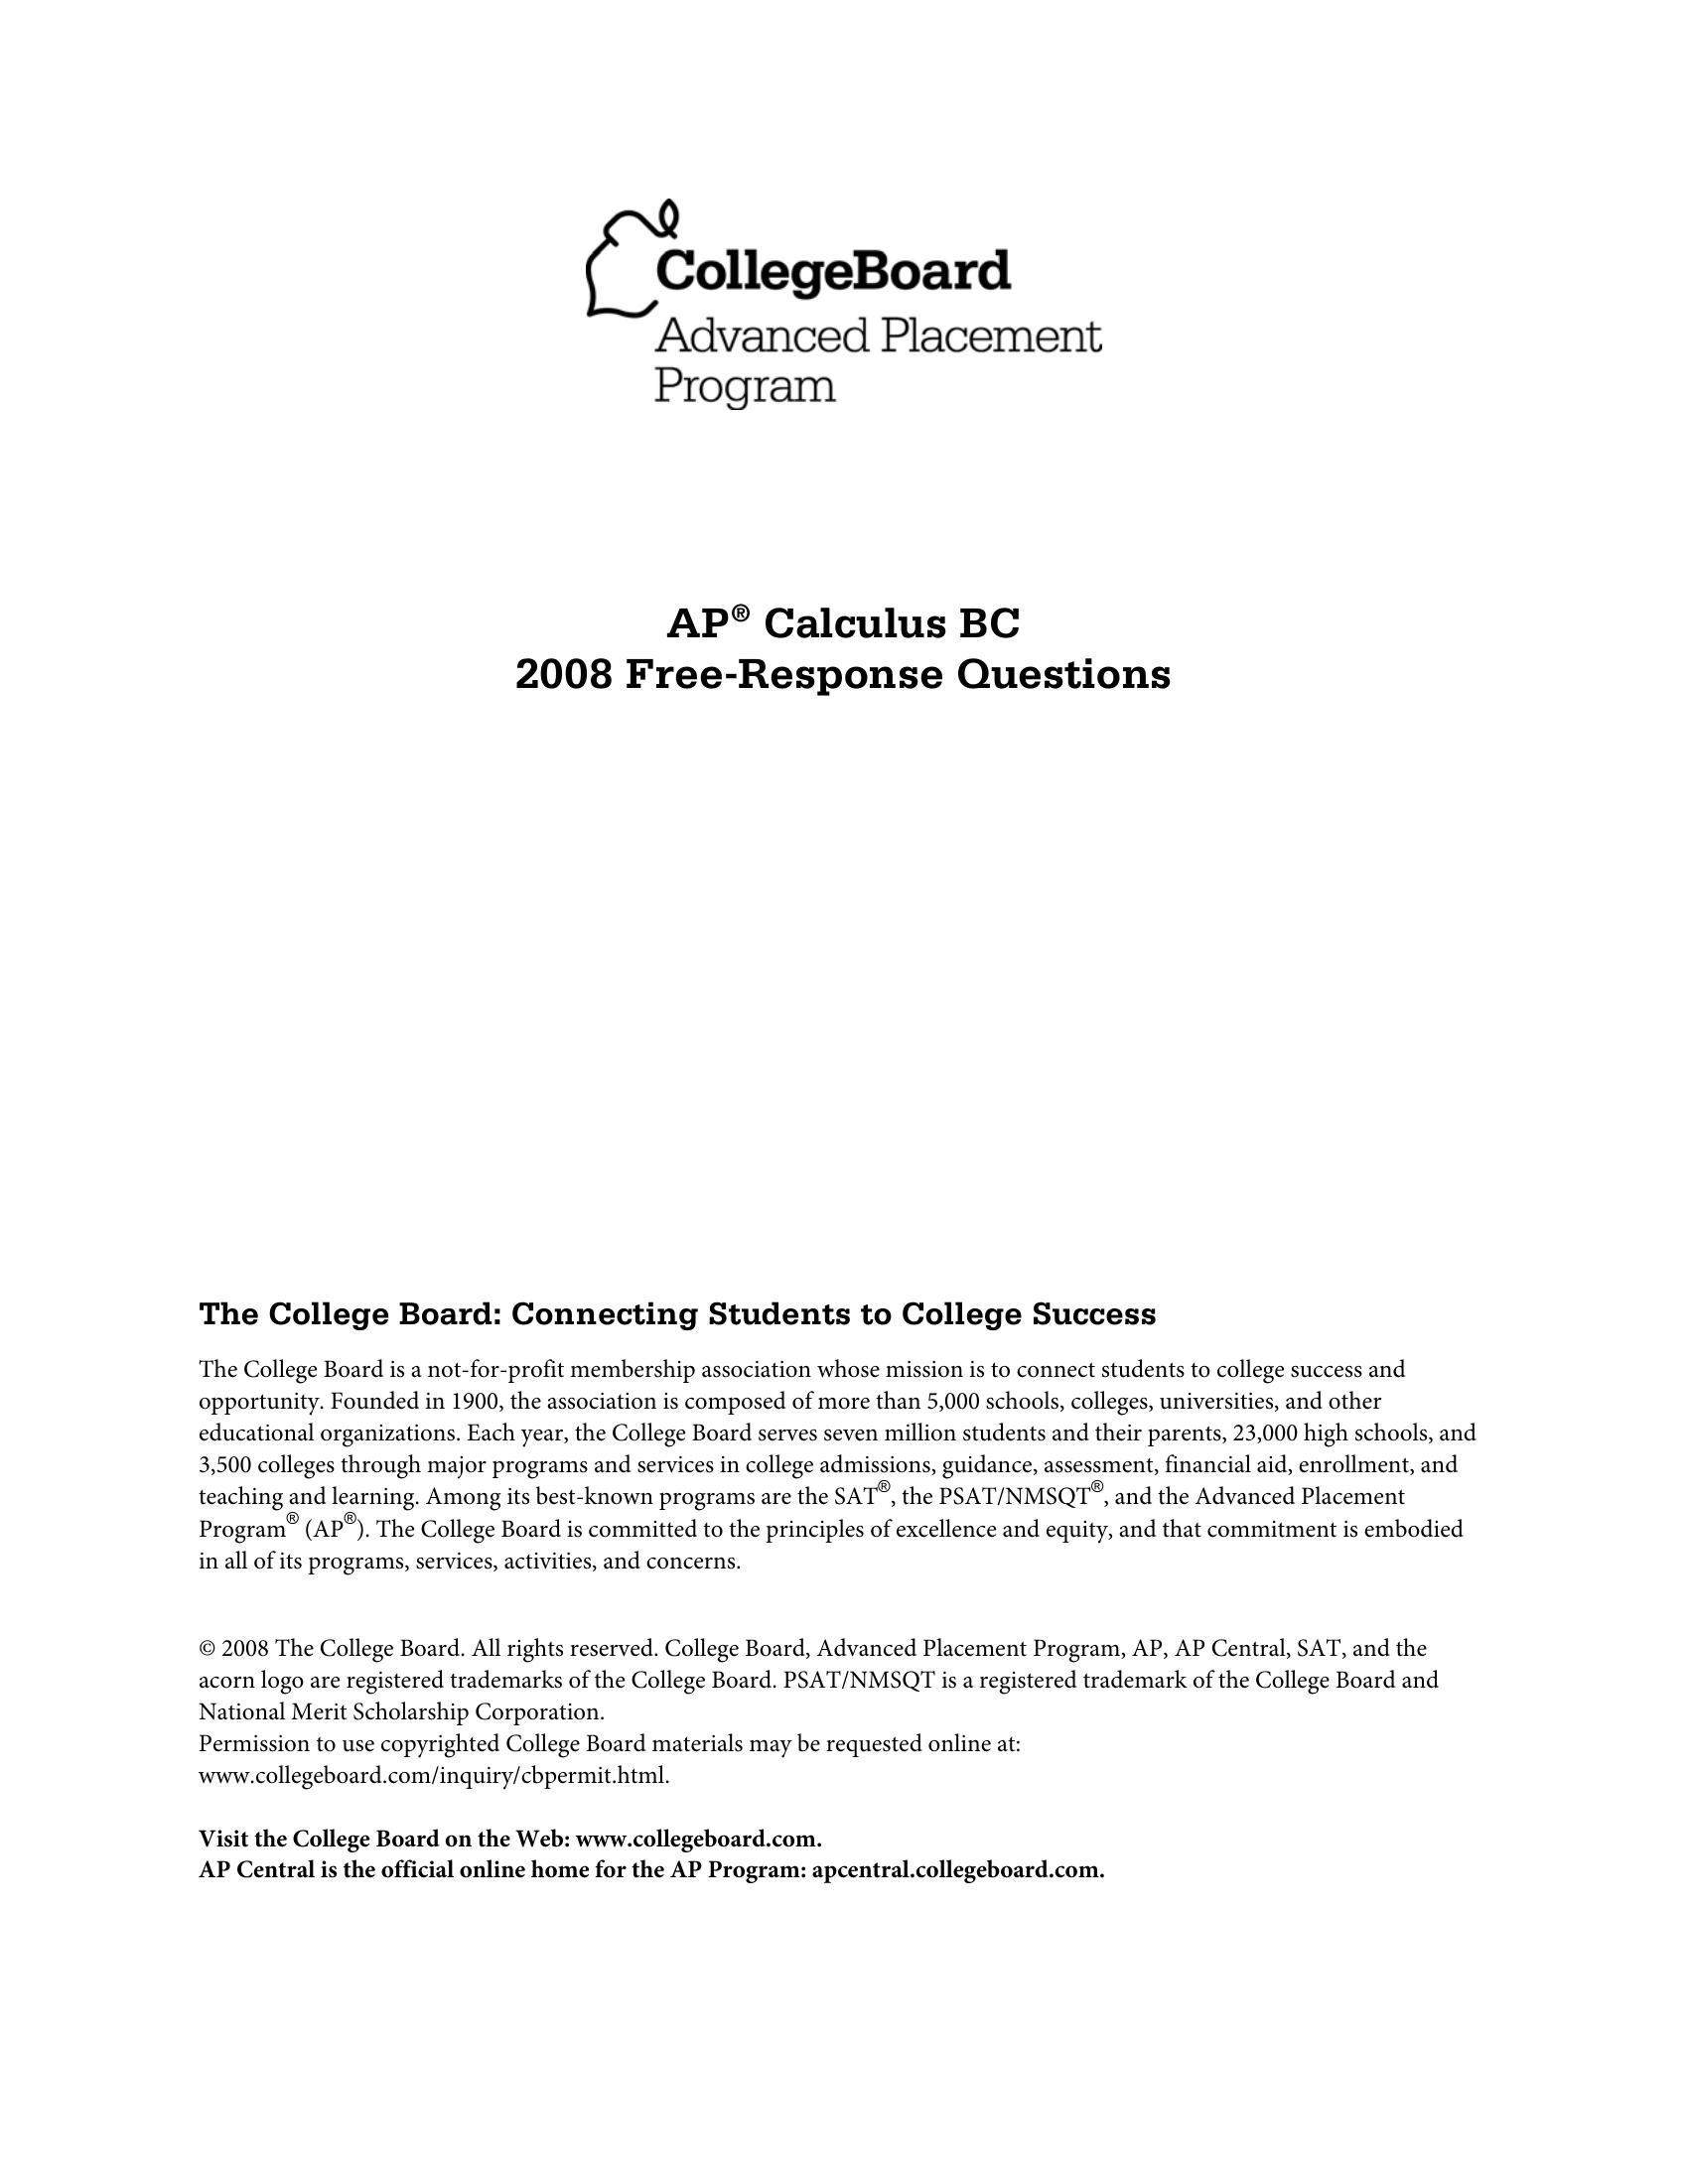 CollegeBoard
Advanced Placement
Program
AP® Calculus BC
2008 Free-Response Questions
The College Board: Connecting Students to College Success
The College Board is a not-for-profit membership association whose mission is to connect students to college success and
opportunity. Founded in 1900, the association is composed of more than 5,000 schools, colleges, universities, and other
educational organizations. Each year, the College Board serves seven million students and their parents, 23,000 high schools, and
3,500 colleges through major programs and services in college admissions, guidance, assessment, financial aid, enrollment, and
teaching and learning. Among its best-known programs are the SAT®, the PSAT/NMSQT®, and the Advanced Placement
Program® (AP®). The College Board is committed to the principles of excellence and equity, and that commitment is embodied
in all of its programs, services, activities, and concerns.
© 2008 The College Board. All rights reserved. College Board, Advanced Placement Program, AP, AP Central, SAT, and the
acorn logo are registered trademarks of the College Board. PSAT/NMSQT is a registered trademark of the College Board and
National Merit Scholarship Corporation.
Permission to use copyrighted College Board materials may be requested online at:
www.collegeboard.com/inquiry/cbpermit.html.
Visit the College Board on the Web: www.collegeboard.com.
AP Central is the official online home for the AP Program: apcentral.collegeboard.com.